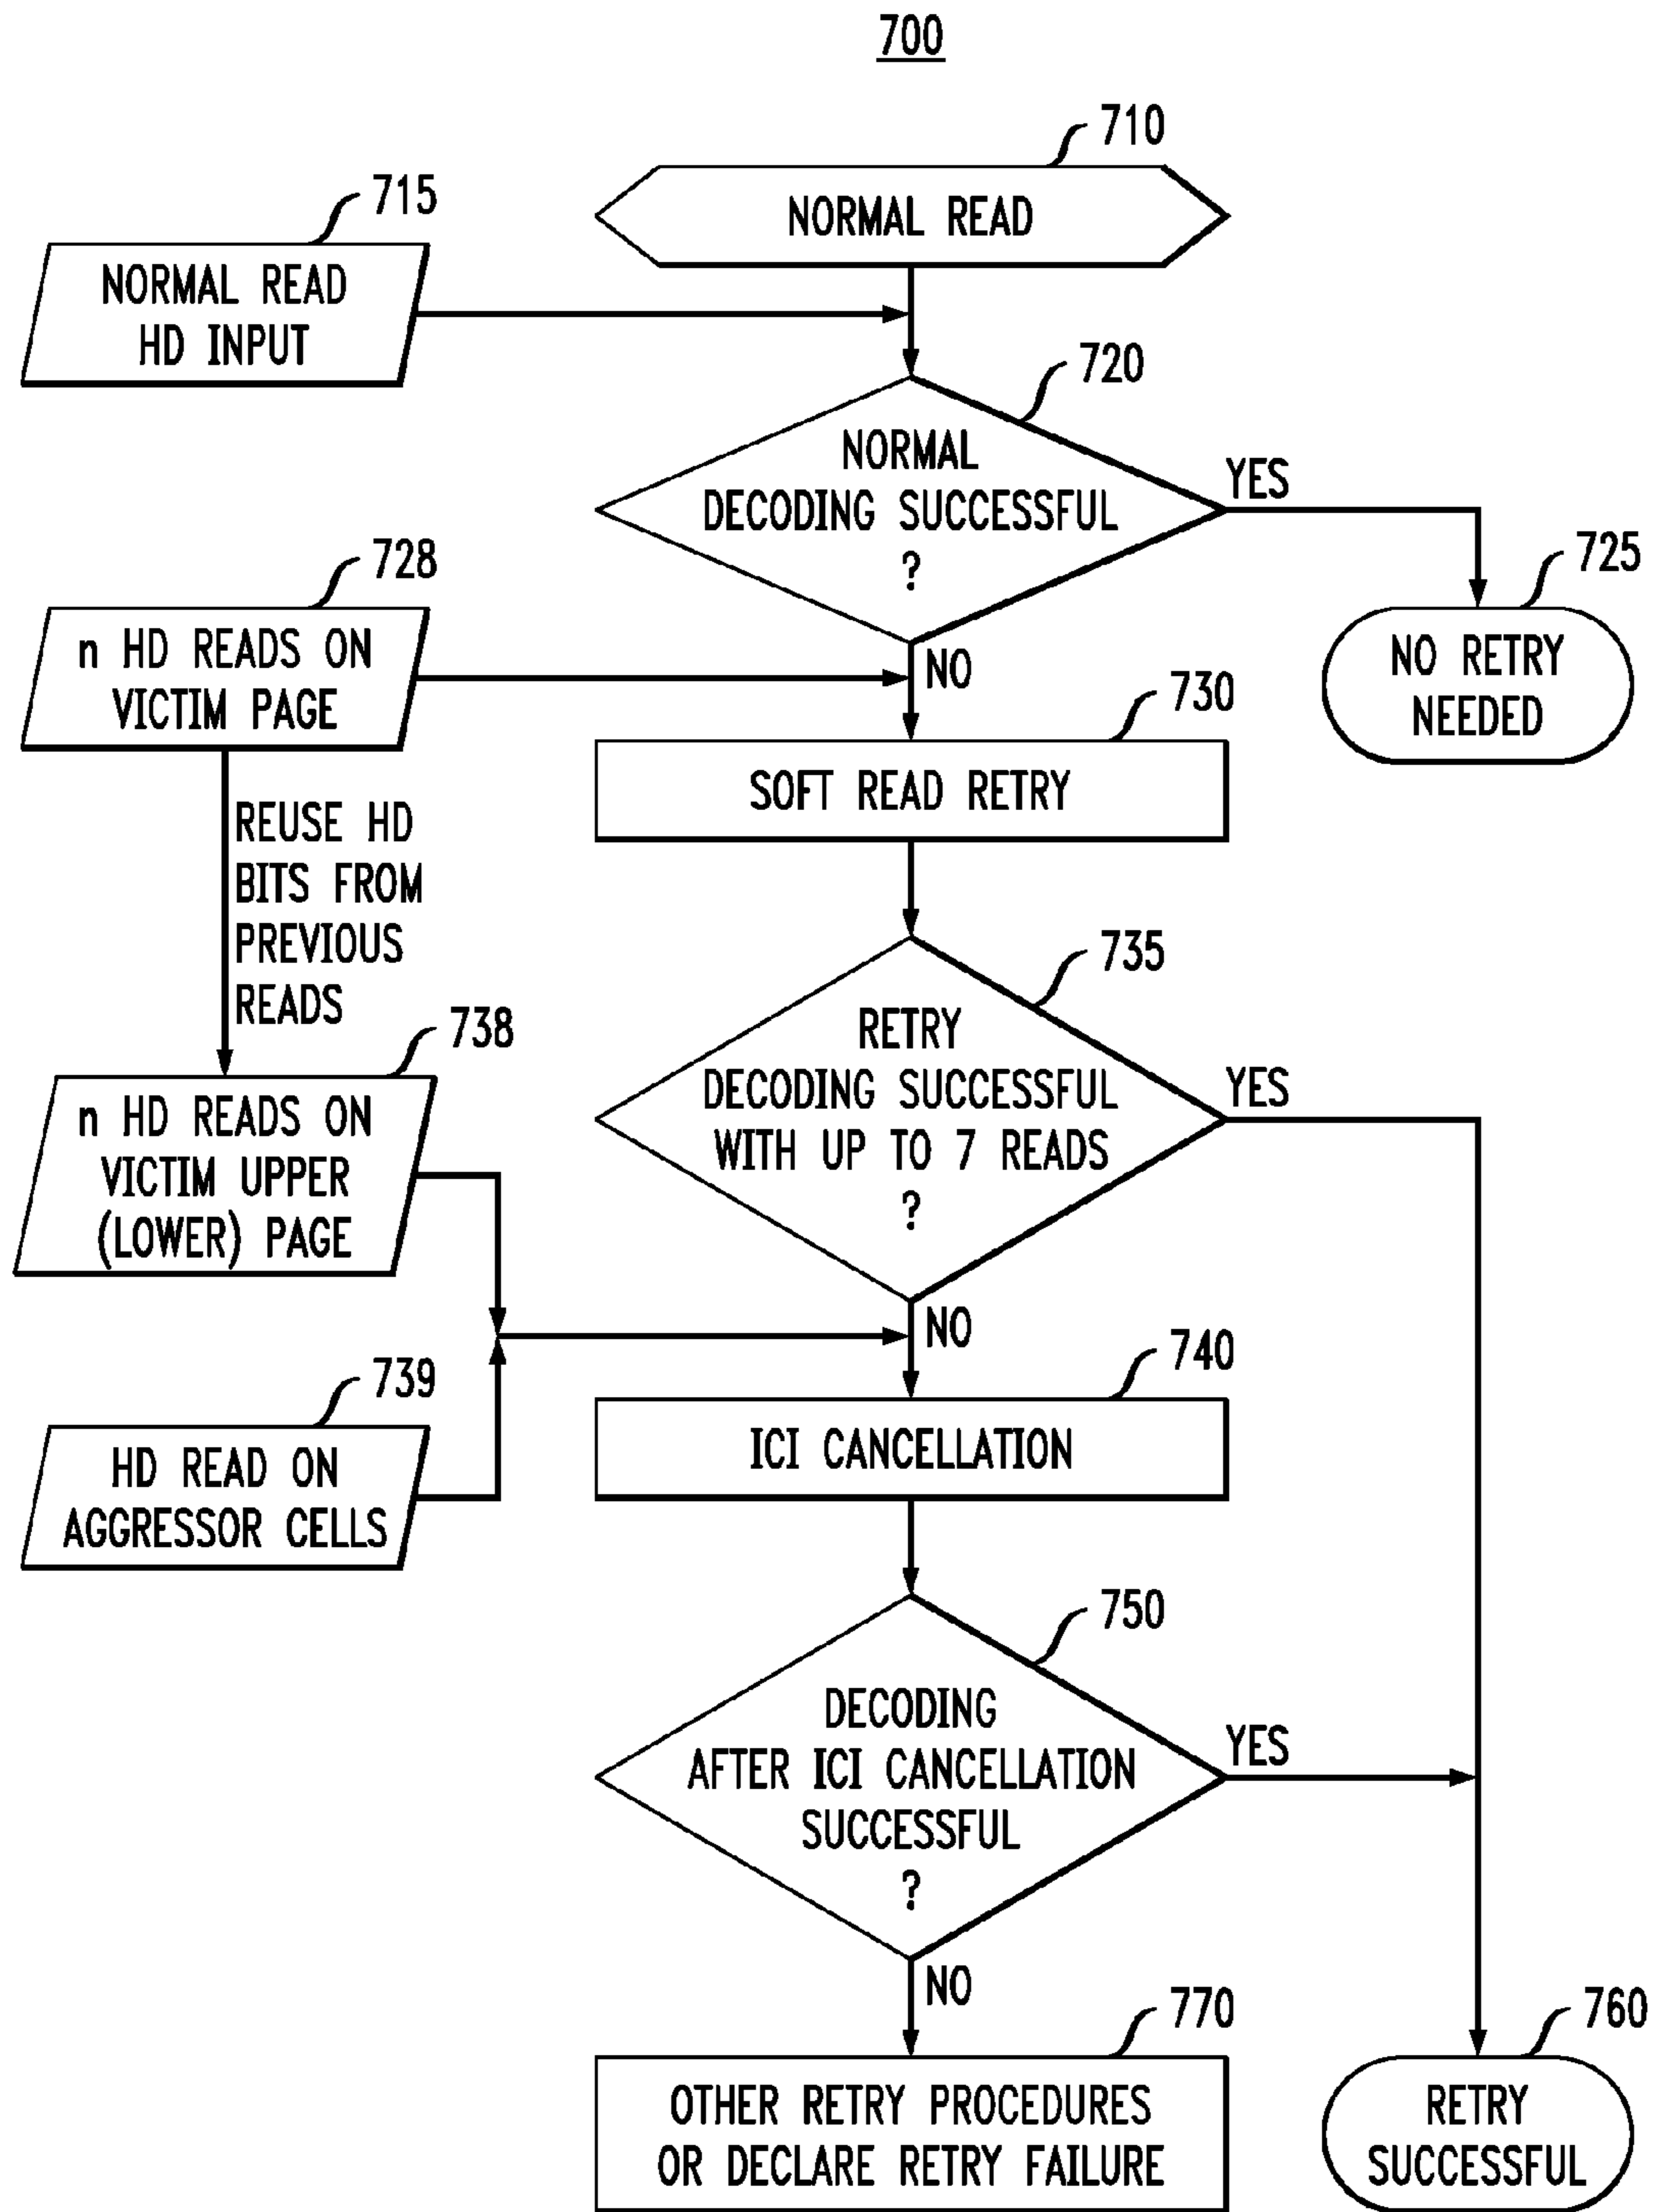 700
710
NORMAL READ
715
NORMAL READ
HD INPUT
720
NORMAL
DECODING SUCCESSFUL
?
YES
725
NO RETRY
NEEDED
728
n HD READS ON
VICTIM PAGE
NO
730
SOFT READ RETRY
REUSE HD
BITS FROM
PREVIOUS
READS
735
RETRY
DECODING SUCCESSFUL
WITH UP TO 7 READS
?
YES
738
n HD READS ON
VICTIM UPPER
(LOWER) PAGE
NO
739
HD READ ON
AGGRESSOR CELLS
740
ICI CANCELLATION
750
DECODING
AFTER ICI CANCELLATION
SUCCESSFUL
?
YES
NO
770
OTHER RETRY PROCEDURES
OR DECLARE RETRY FAILURE
760
RETRY
SUCCESSFUL